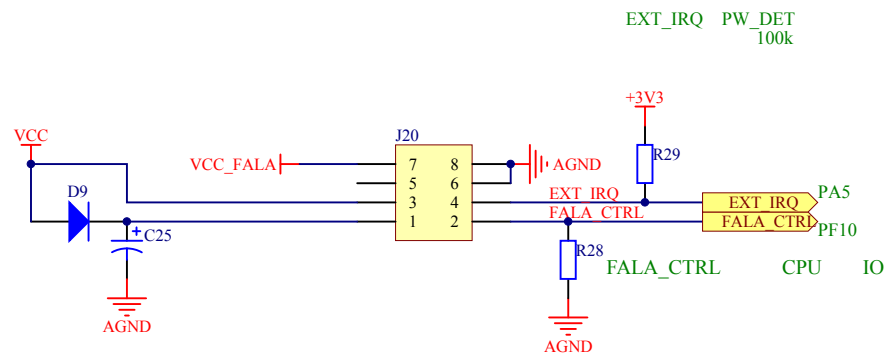 EXT_IRQ PW_DET
100k
+3V3
VCC
J20
VCC_FALA
7 8
AGND
R29
5 6
D9
EXT_IRQ
3 4
EXT_IRQ
PA5
FALA_CTRL
1 2
FALA_CTRL
PF10
C25
R28
FALA_CTRL CPU IO
AGND
AGND